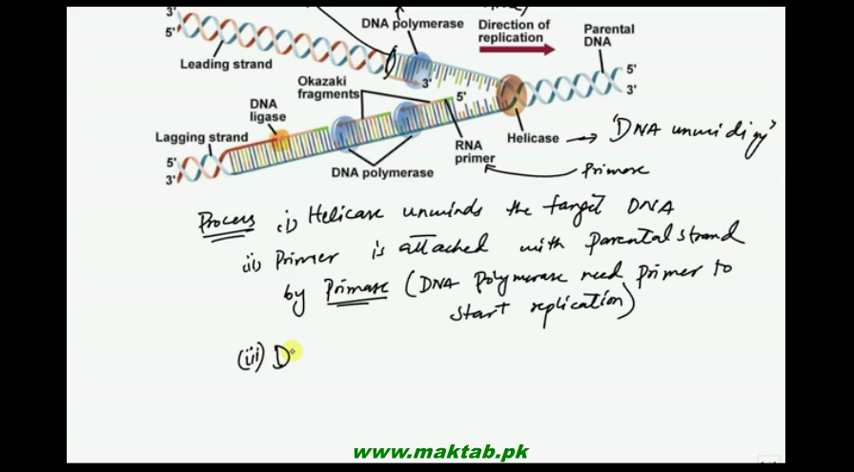 3'
DNA polymerase
Direction of
replication
Parental
DNA
5'
Leading strand
3'
5'
3'
Okazaki
fragments
5'
DNA
ligase
Lagging strand
RNA
primer
Helicase → 'DNA unwinding'
Primase
5'
3'
DNA polymerase
Process (i) Helicase unwinds the target DNA
(ii) Primer is attached with Parental strand
by Primase (DNA Polymerase need Primer to
start replication)
(iii) D
www.maktab.pk